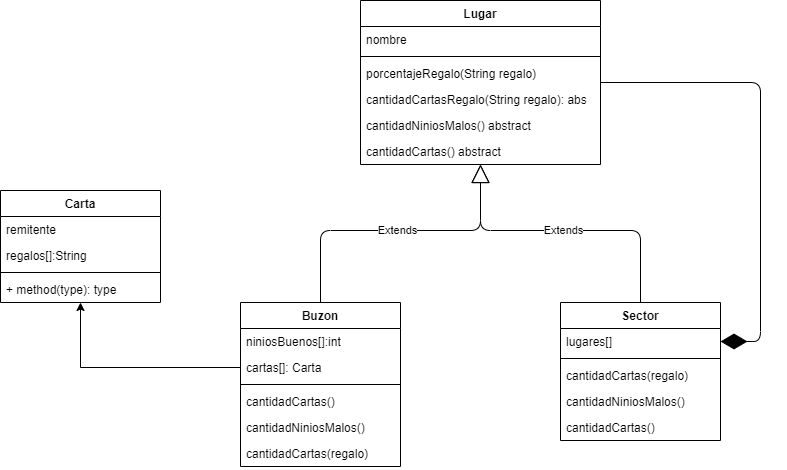 Lugar
nombre
porcentajeRegalo(String regalo)
cantidadCartasRegalo(String regalo): abs
cantidadNiniosMalos() abstract
cantidadCartas() abstract
Extends
Extends
Carta
remitente
regalos[]:String
+ method(type): type
Buzon
niniosBuenos[]:int
cartas[]: Carta
cantidadCartas()
cantidadNiniosMalos()
cantidadCartas(regalo)
Sector
lugares[]
cantidadCartas(regalo)
cantidadNiniosMalos()
cantidadCartas()